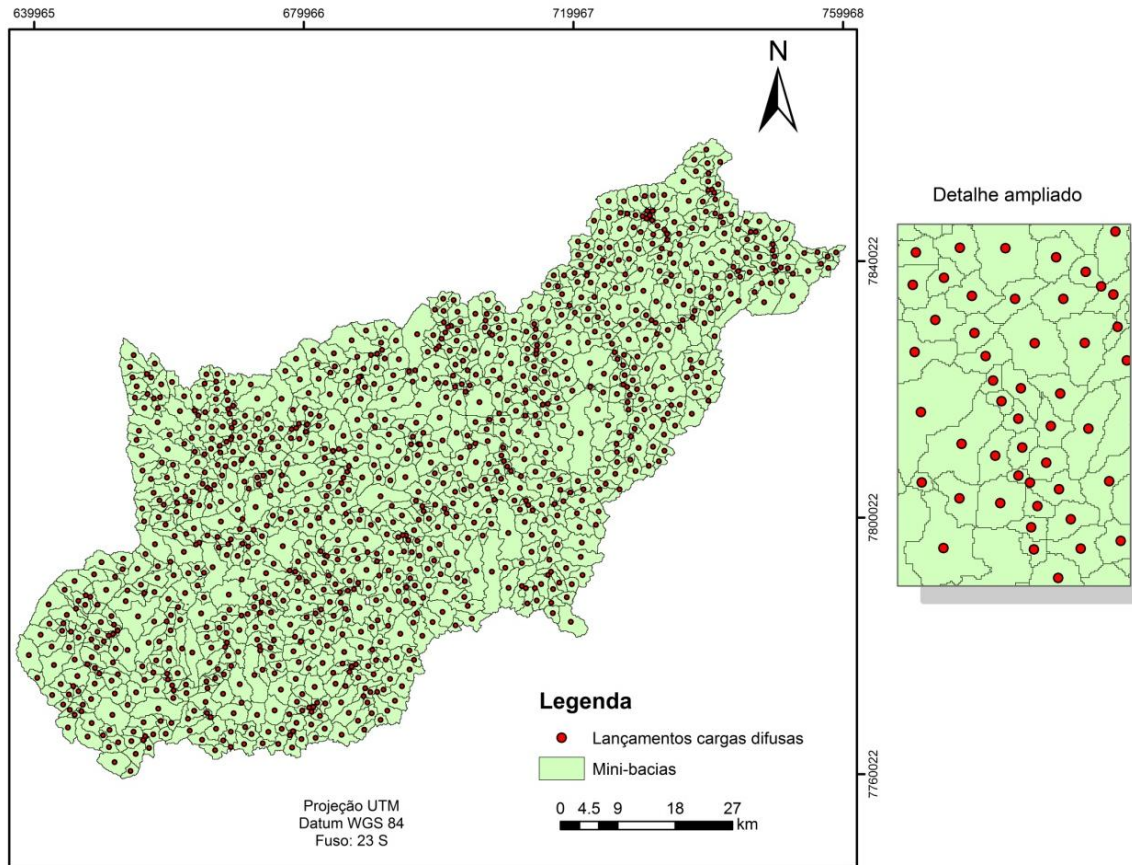 639965 679966 719967 759968
N
7840022
Detalhe ampliado
7800022
Legenda
Lançamentos cargas difusas
Mini-bacias
7760022
Projeção UTM
Datum WGS 84
Fuso: 23 S
0 4.5 9 18 27
km